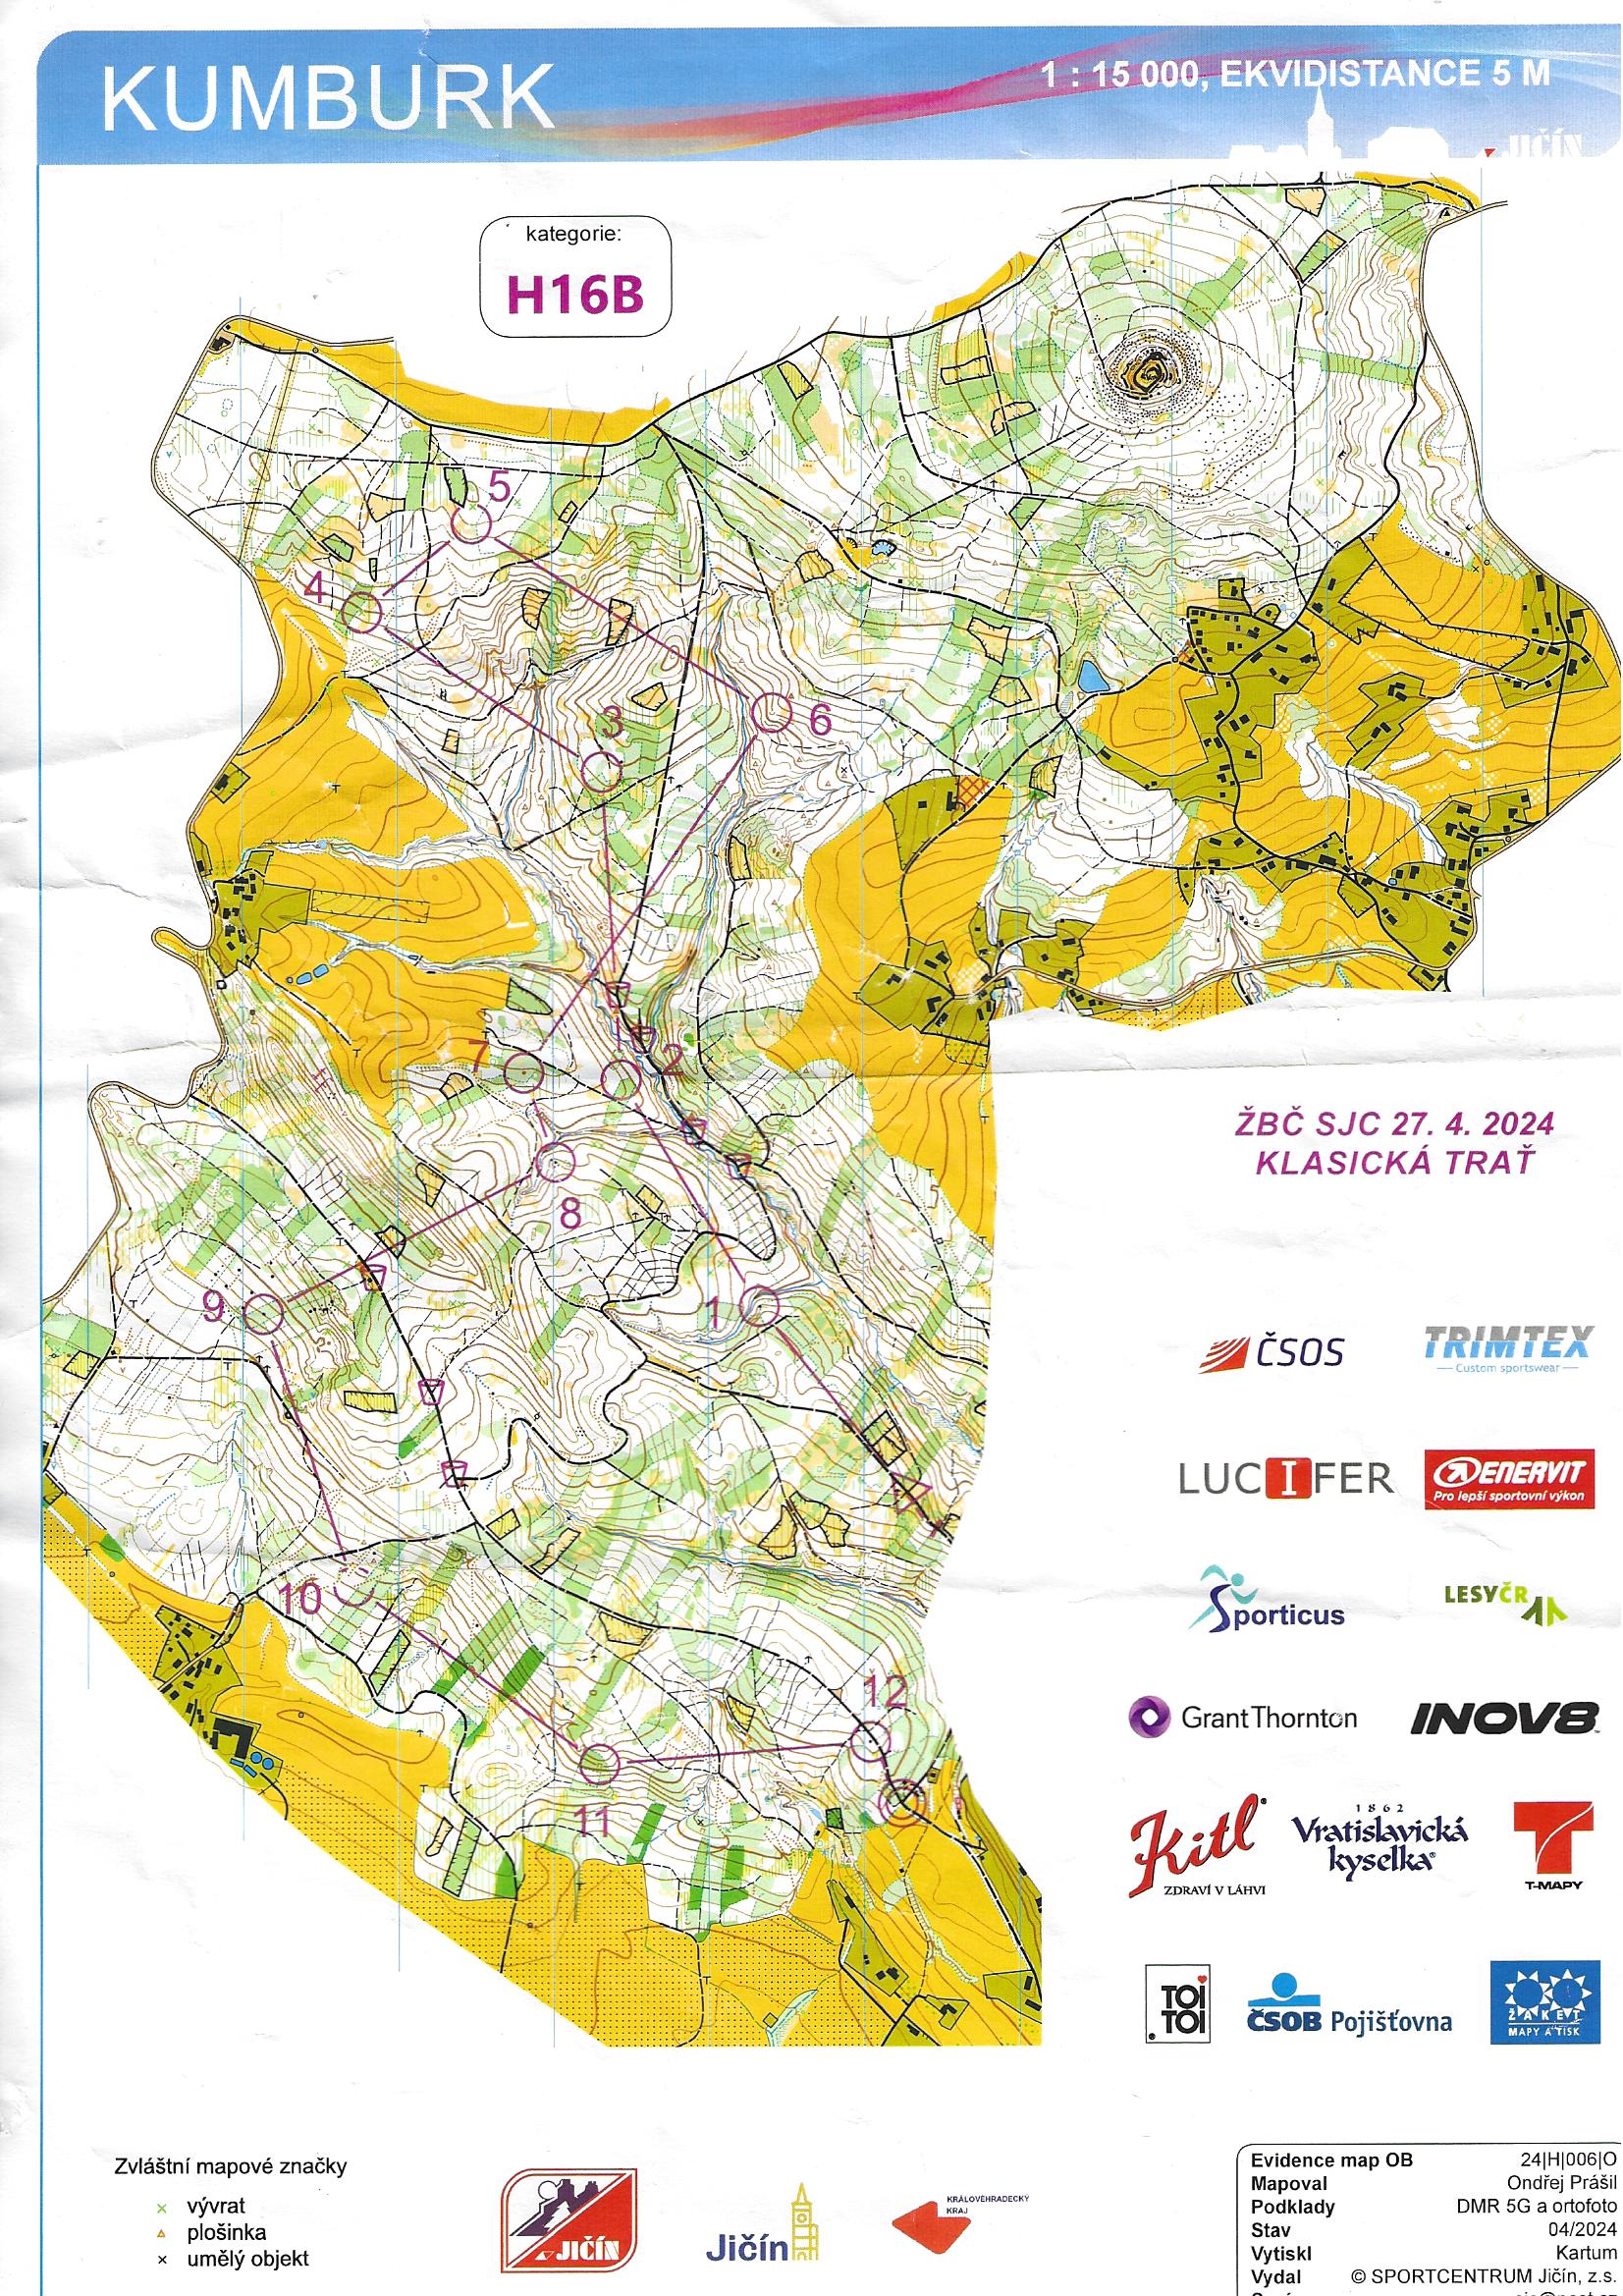 KUMBURK
1 : 15 000, EKVIDISTANCE 5 M
JIČÍN
kategorie:
H16B
5
4
3
6
7
2
8
9
1
10
12
11
ŽBČ SJC 27. 4. 2024
KLASICKÁ TRAŤ
ČSOS
TRIMTEX
Custom sportswear
LUCIFER
ENERVIT
Pro lepší sportovní výkon
Sporticus
LESY ČR
Grant Thornton
INOV8
Kitl
ZDRAVÍ V LÁHVI
1862
Vratislavická
kyselka
T
T-MAPY
TOI
TOI
ČSOB Pojišťovna
ŽAKET
MAPY A TISK
Zvláštní mapové značky
vývrat
plošinka
umělý objekt
JIČÍN
Jičín
KRÁLOVÉHRADECKÝ
KRAJ
Evidence map OB 24|H|006|O
Mapoval Ondřej Prášil
Podklady DMR 5G a ortofoto
Stav 04/2024
Vytiskl Kartum
Vydal © SPORTCENTRUM Jičín, z.s.